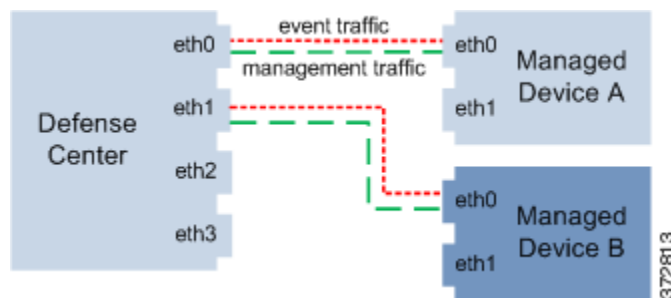 Defense
Center
eth0
eth1
eth2
eth3
event traffic
management traffic
eth0
eth1
Managed
Device A
eth0
eth1
Managed
Device B
372813